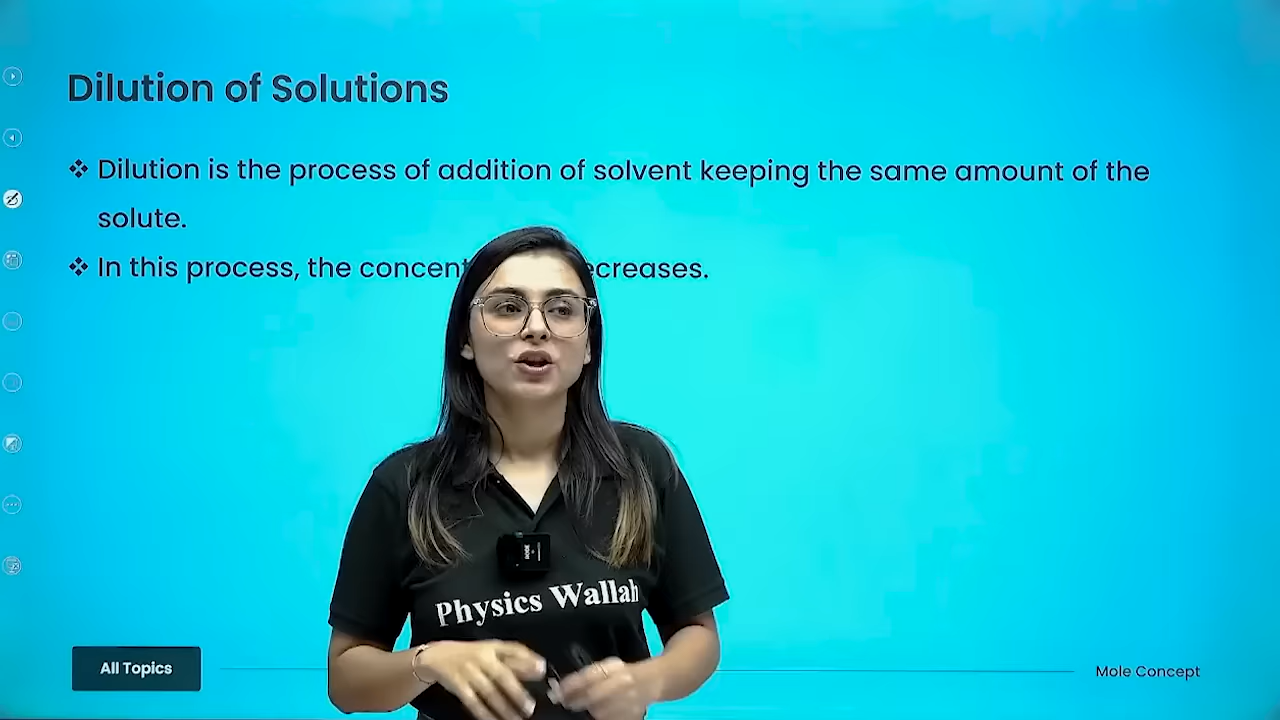 Dilution of Solutions
❖ Dilution is the process of addition of solvent keeping the same amount of the
solute.
❖ In this process, the concent creases.
Physics Wallah
All Topics
Mole Concept